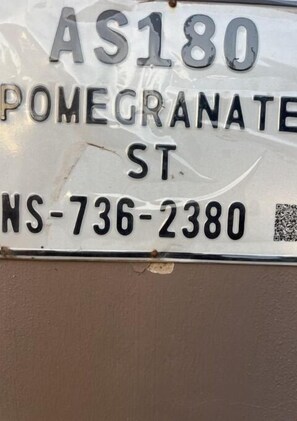 AS180
POMEGRANATE
ST
NS-736-2380